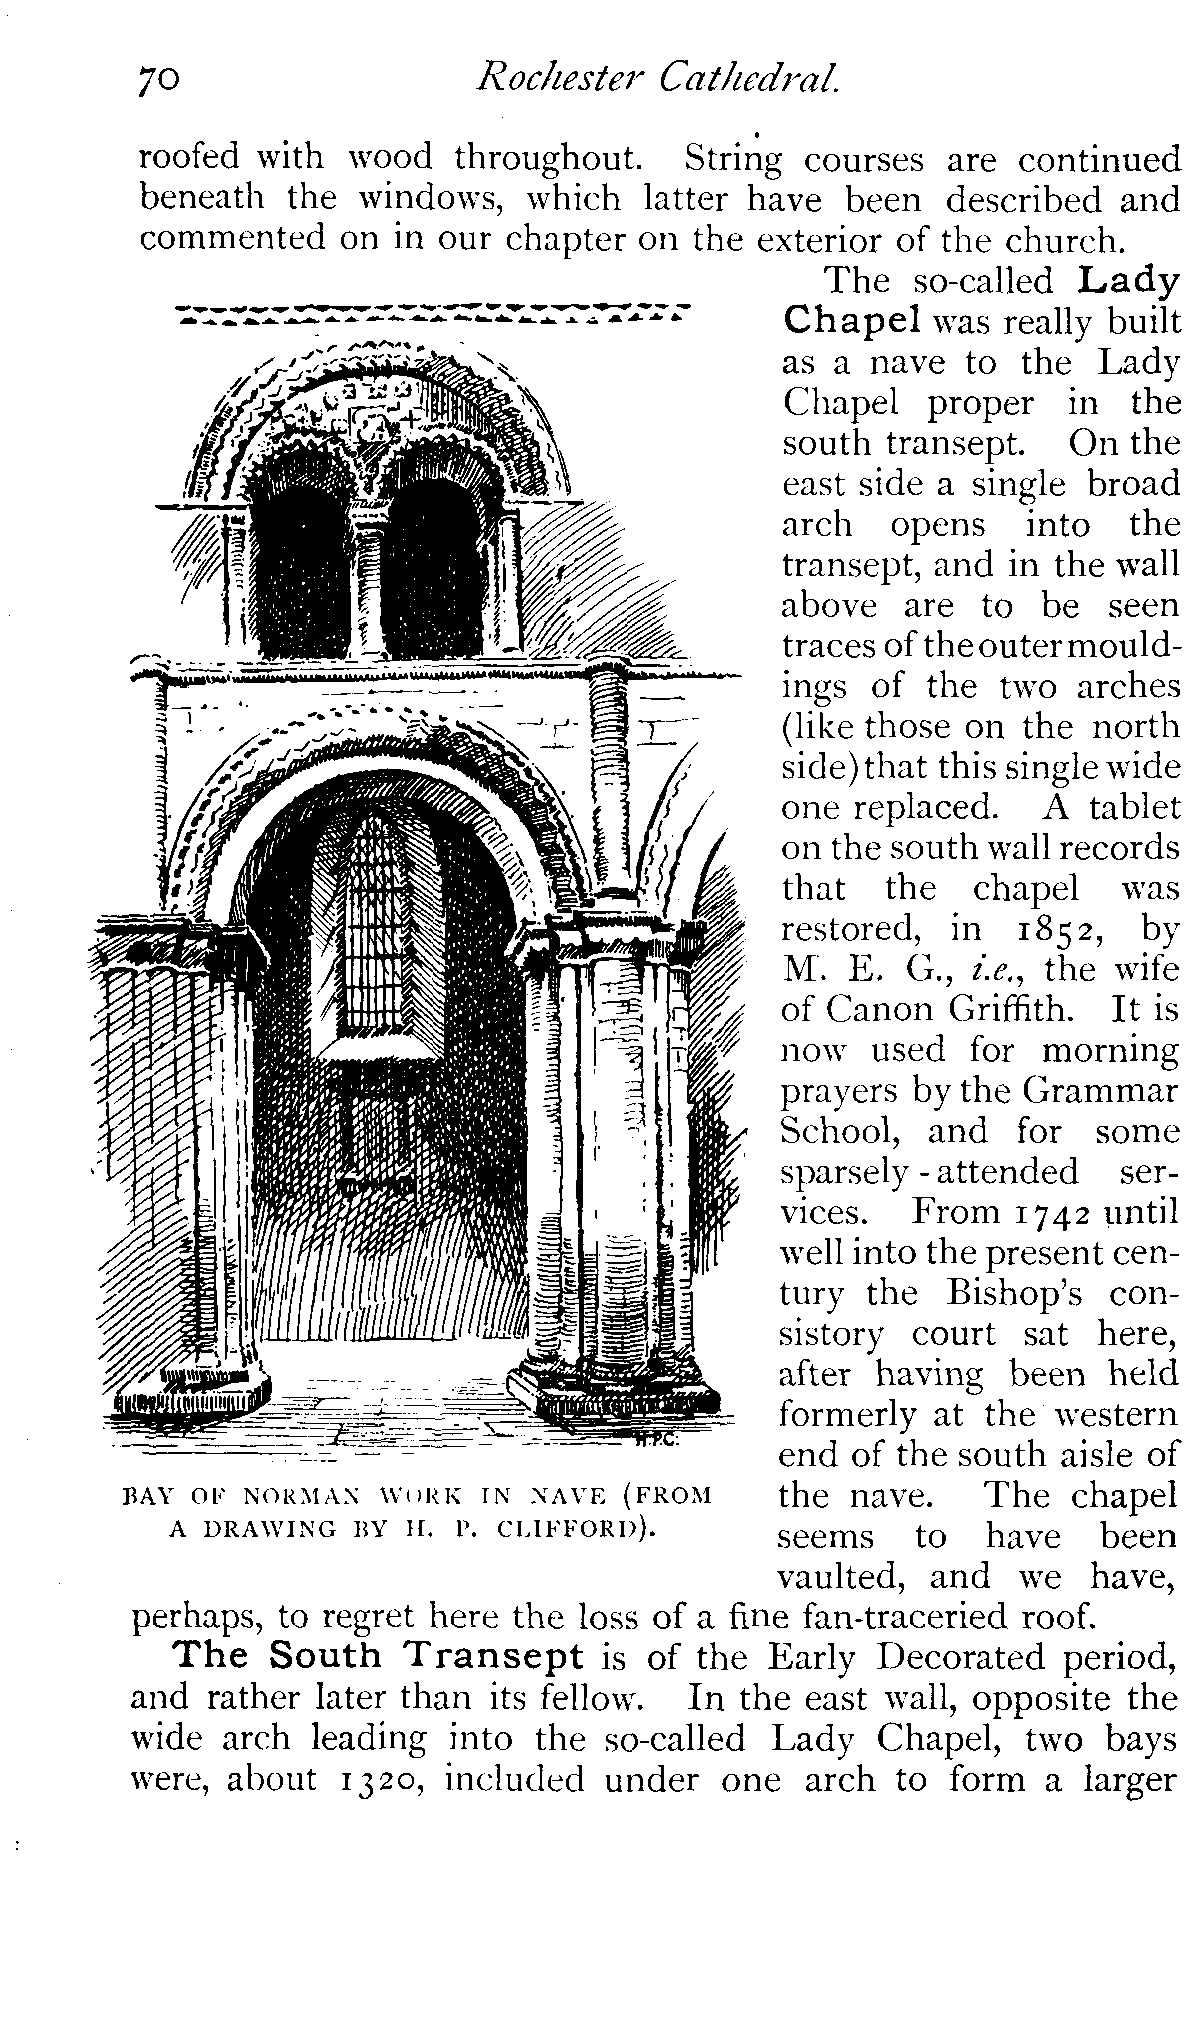 70 Rochester Cathedral.
roofed with wood throughout. String courses are continued
beneath the windows, which latter have been described and
commented on in our chapter on the exterior of the church.
The so-called Lady
Chapel was really built
as a nave to the Lady
Chapel proper in the
south transept. On the
east side a single broad
arch opens into the
transept, and in the wall
above are to be seen
traces of the outer mould-
ings of the two arches
(like those on the north
side) that this single wide
one replaced. A tablet
on the south wall records
that the chapel was
restored, in 1852, by
M. E. G., i.e., the wife
of Canon Griffith. It is
now used for morning
prayers by the Grammar
School, and for some
sparsely-attended ser-
vices. From 1742 until
well into the present cen-
tury the Bishop's con-
sistory court sat here,
after having been held
formerly at the western
end of the south aisle of
the nave. The chapel
seems to have been
vaulted, and we have,
perhaps, to regret here the loss of a fine fan-traceried roof.
H.P.C.
BAY OF NORMAN WORK IN NAVE (FROM
A DRAWING BY H. P. CLIFFORD).
The South Transept is of the Early Decorated period,
and rather later than its fellow. In the east wall, opposite the
wide arch leading into the so-called Lady Chapel, two bays
were, about 1320, included under one arch to form a larger